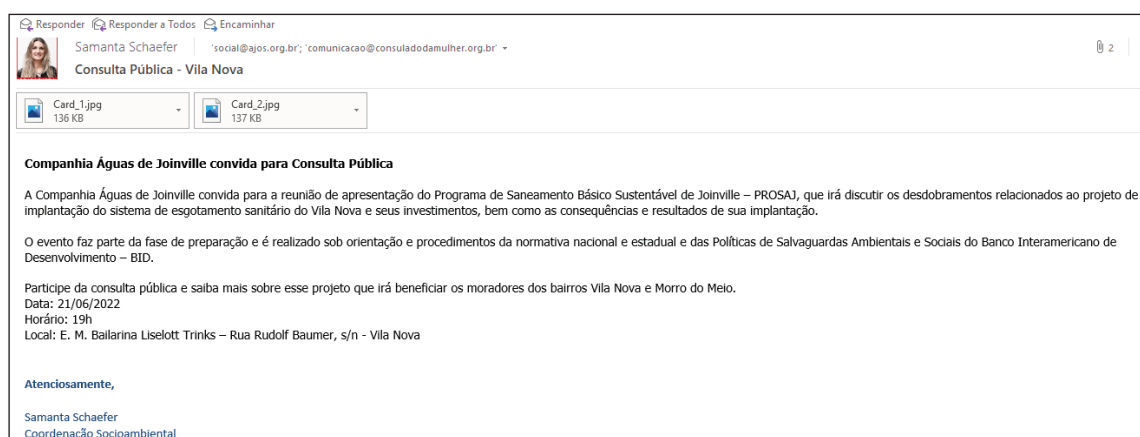 Responder Responder a Todos Encaminhar
Samanta Schaefer 'social@ajos.org.br'; 'comunicacao@consuladodamulher.org.br' 2
Consulta Pública - Vila Nova
Card_1.jpg Card_2.jpg
136 KB 137 KB
Companhia Águas de Joinville convida para Consulta Pública
A Companhia Águas de Joinville convida para a reunião de apresentação do Programa de Saneamento Básico Sustentável de Joinville – PROSAJ, que irá discutir os desdobramentos relacionados ao projeto de
implantação do sistema de esgotamento sanitário do Vila Nova e seus investimentos, bem como as consequências e resultados de sua implantação.
O evento faz parte da fase de preparação e é realizado sob orientação e procedimentos da normativa nacional e estadual e das Políticas de Salvaguardas Ambientais e Sociais do Banco Interamericano de
Desenvolvimento – BID.
Participe da consulta pública e saiba mais sobre esse projeto que irá beneficiar os moradores dos bairros Vila Nova e Morro do Meio.
Data: 21/06/2022
Horário: 19h
Local: E. M. Bailarina Liselott Trinks – Rua Rudolf Baumer, s/n - Vila Nova
Atenciosamente,
Samanta Schaefer
Coordenação Socioambiental